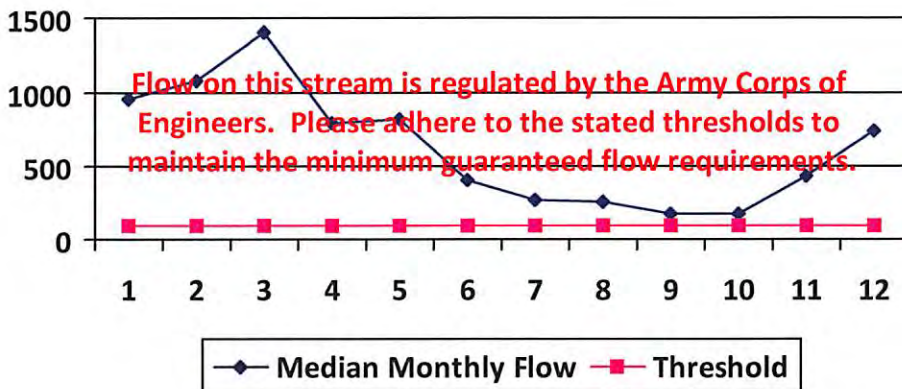 1500
Flow on this stream is regulated by the Army Corps of
1000
Engineers. Please adhere to the stated thresholds to
maintain the minimum guaranteed flow requirements.
500
0
1 2 3 4 5 6 7 8 9 10 11 12
Median Monthly Flow Threshold